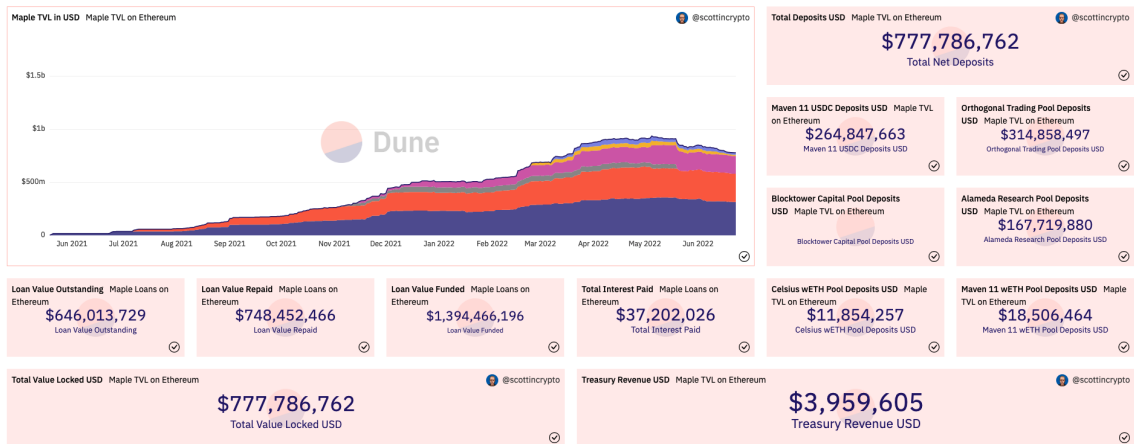 Maple TVL in USD Maple TVL on Ethereum
@scottincrypto
$1.5b
$1b
$500m
0
Dune
Jun 2021 Jul 2021 Aug 2021 Sep 2021 Oct 2021 Nov 2021 Dec 2021 Jan 2022 Feb 2022 Mar 2022 Apr 2022 May 2022 Jun 2022
Total Deposits USD Maple TVL on Ethereum
@scottincrypto
$777,786,762
Total Net Deposits
Maven 11 USDC Deposits USD Maple TVL
on Ethereum
$264,847,663
Maven 11 USDC Deposits USD
Orthogonal Trading Pool Deposits
USD Maple TVL on Ethereum
$314,858,497
Orthogonal Trading Pool Deposits USD
Blocktower Capital Pool Deposits
USD Maple TVL on Ethereum
Blocktower Capital Pool Deposits USD
Alameda Research Pool Deposits
USD Maple TVL on Ethereum
$167,719,880
Alameda Research Pool Deposits USD
Loan Value Outstanding Maple Loans on
Ethereum
$646,013,729
Loan Value Outstanding
Loan Value Repaid Maple Loans on
Ethereum
$748,452,466
Loan Value Repaid
Loan Value Funded Maple Loans on
Ethereum
$1,394,466,196
Loan Value Funded
Total Interest Paid Maple Loans on
Ethereum
$37,202,026
Total Interest Paid
Celsius wETH Pool Deposits USD Maple
TVL on Ethereum
$11,854,257
Celsius wETH Pool Deposits USD
Maven 11 wETH Pool Deposits USD Maple
TVL on Ethereum
$18,506,464
Maven 11 wETH Pool Deposits USD
Total Value Locked USD Maple TVL on Ethereum
@scottincrypto
$777,786,762
Total Value Locked USD
Treasury Revenue USD Maple TVL on Ethereum
@scottincrypto
$3,959,605
Treasury Revenue USD